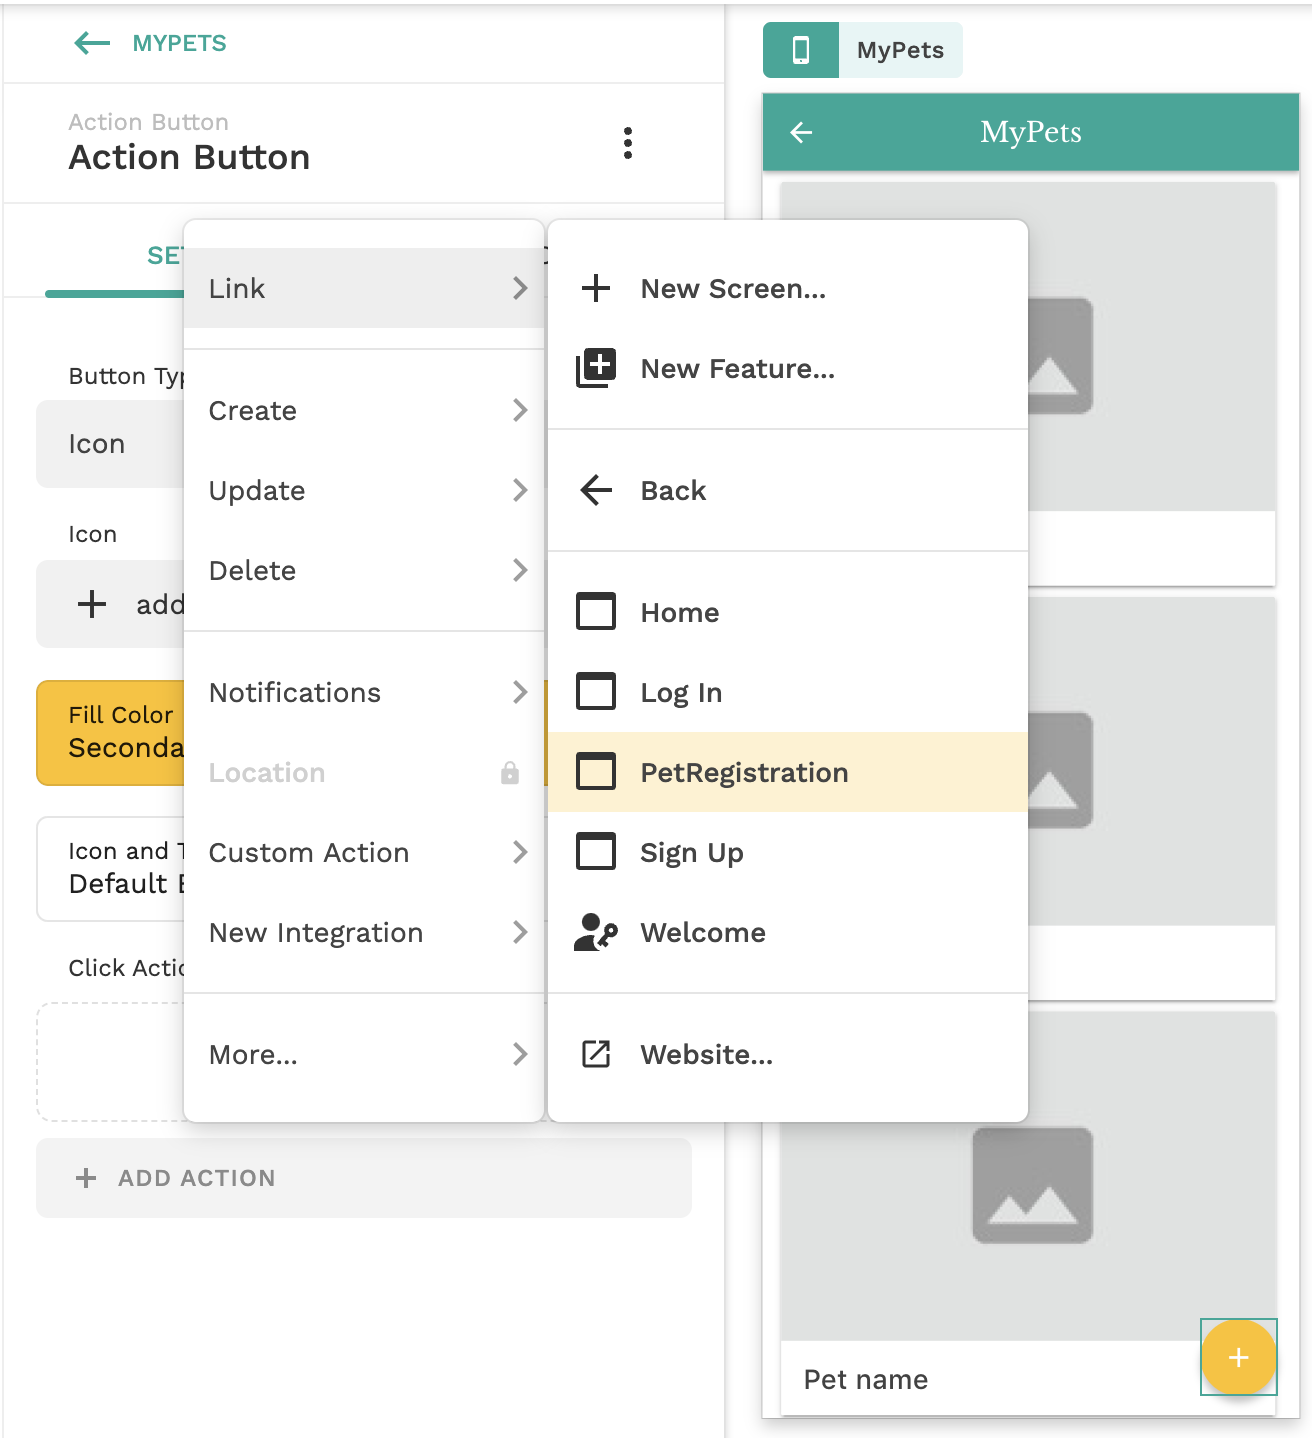 MYPETS
Action Button
Action Button
SET
Button Typ
Icon
Icon
add
Fill Color
Seconda
Icon and T
Default
Click Actio
ADD ACTION
Link
Create
Update
Delete
Notifications
Location
Custom Action
New Integration
More...
New Screen...
New Feature...
Back
Home
Log In
PetRegistration
Sign Up
Welcome
Website...
MyPets
MyPets
Pet name